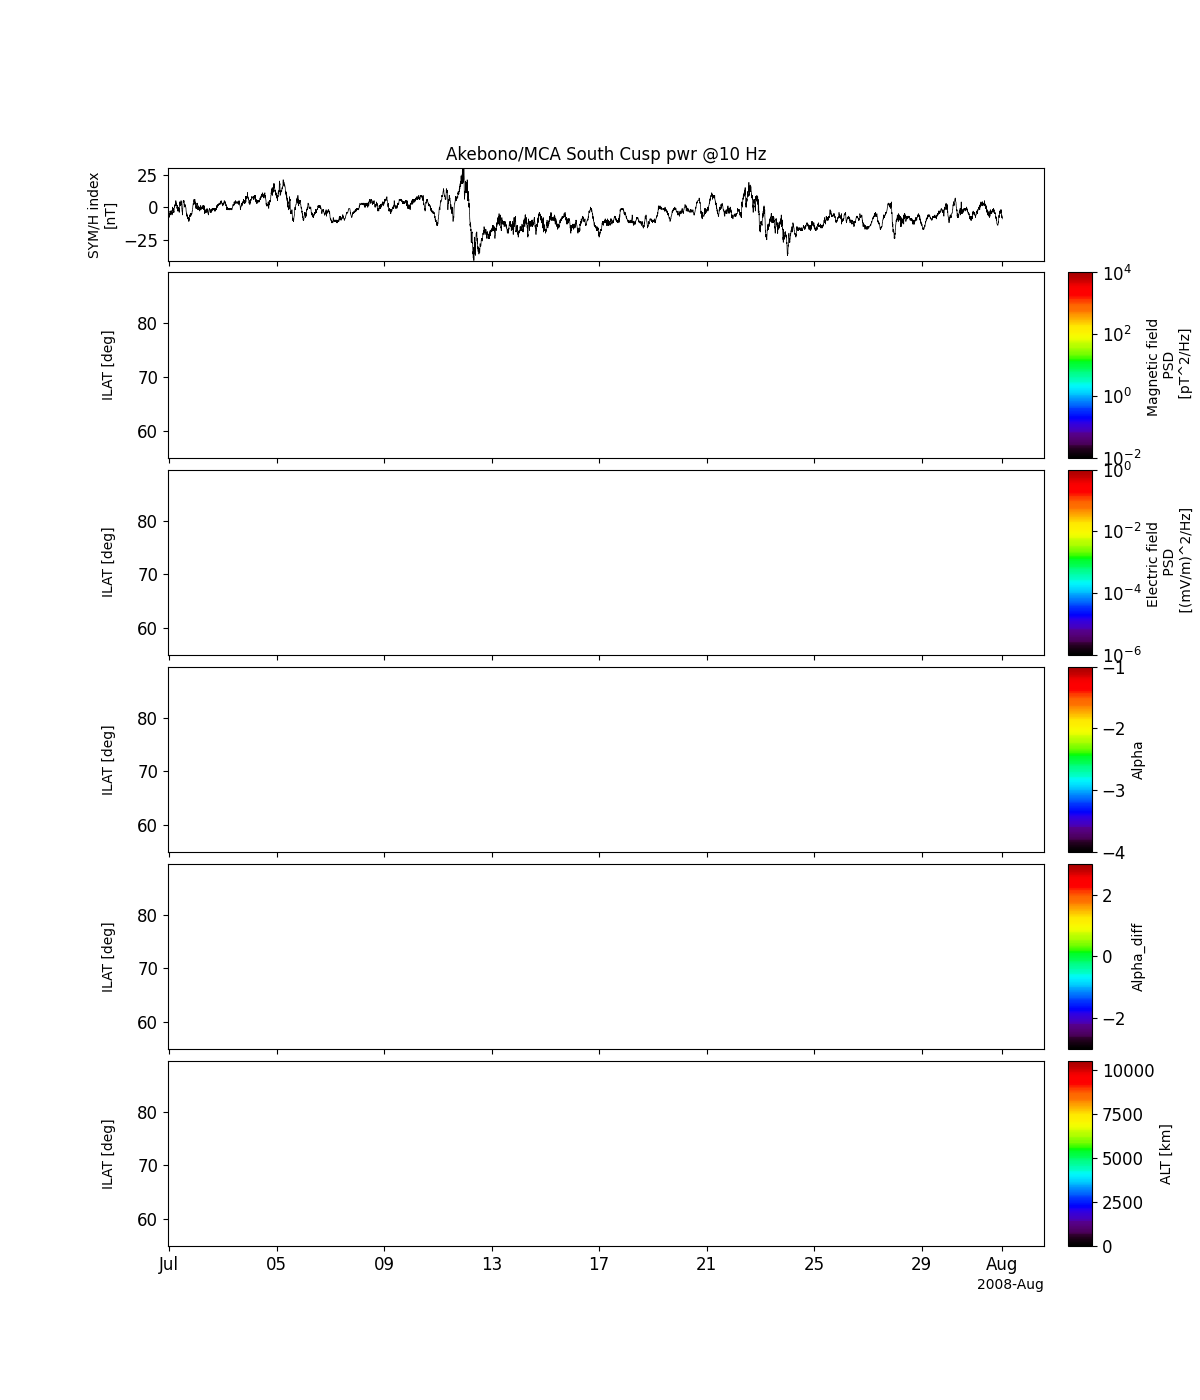 Akebono/MCA South Cusp pwr @10 Hz
SYM/H index
[nT]
25
0
−25
ILAT [deg]
80
70
60
10^4
10^2
10^0
10^−2
Magnetic field
PSD
[pT^2/Hz]
ILAT [deg]
80
70
60
10^0
10^−2
10^−4
10^−6
Electric field
PSD
[(mV/m)^2/Hz]
ILAT [deg]
80
70
60
−1
−2
−3
−4
Alpha
ILAT [deg]
80
70
60
2
0
−2
Alpha_diff
ILAT [deg]
80
70
60
10000
7500
5000
2500
0
ALT [km]
Jul 05 09 13 17 21 25 29 Aug
2008-Aug